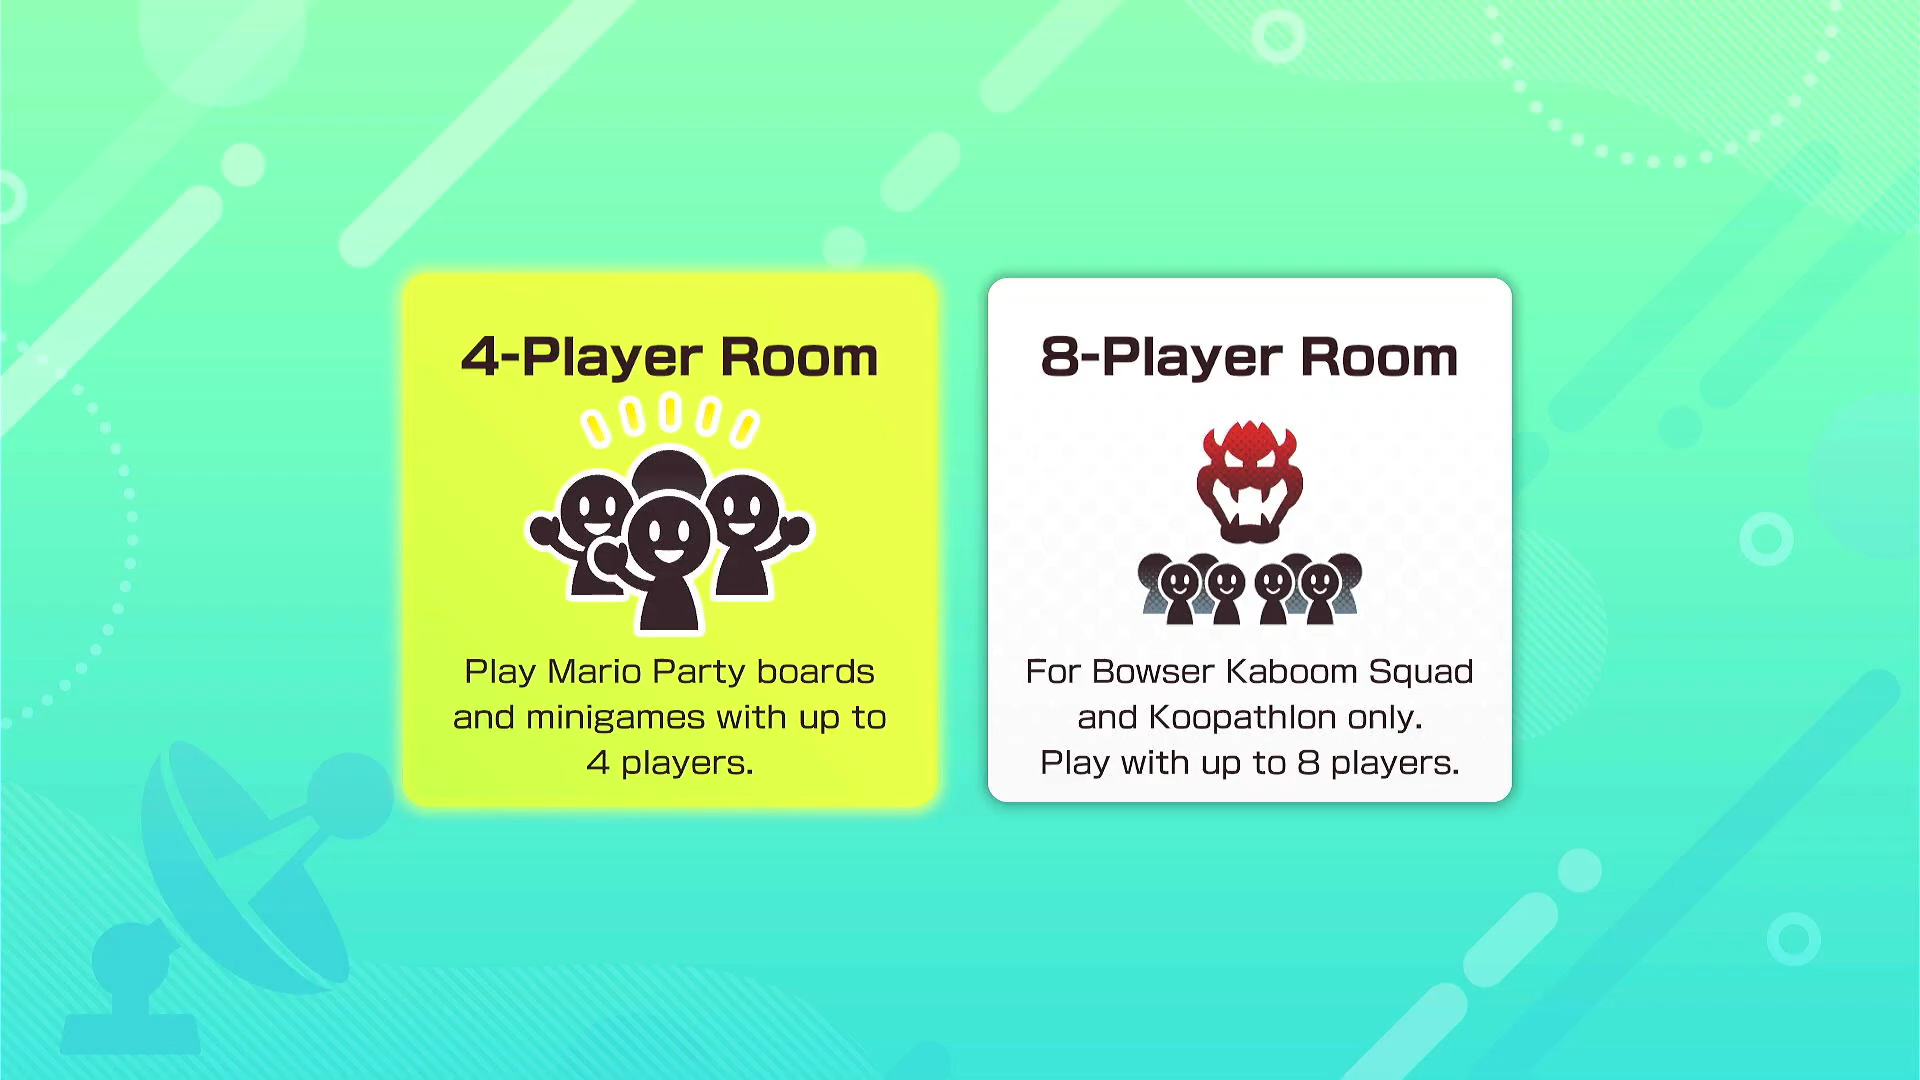 4-Player Room
Play Mario Party boards
and minigames with up to
4 players.
8-Player Room
For Bowser Kaboom Squad
and Koopathlon only.
Play with up to 8 players.